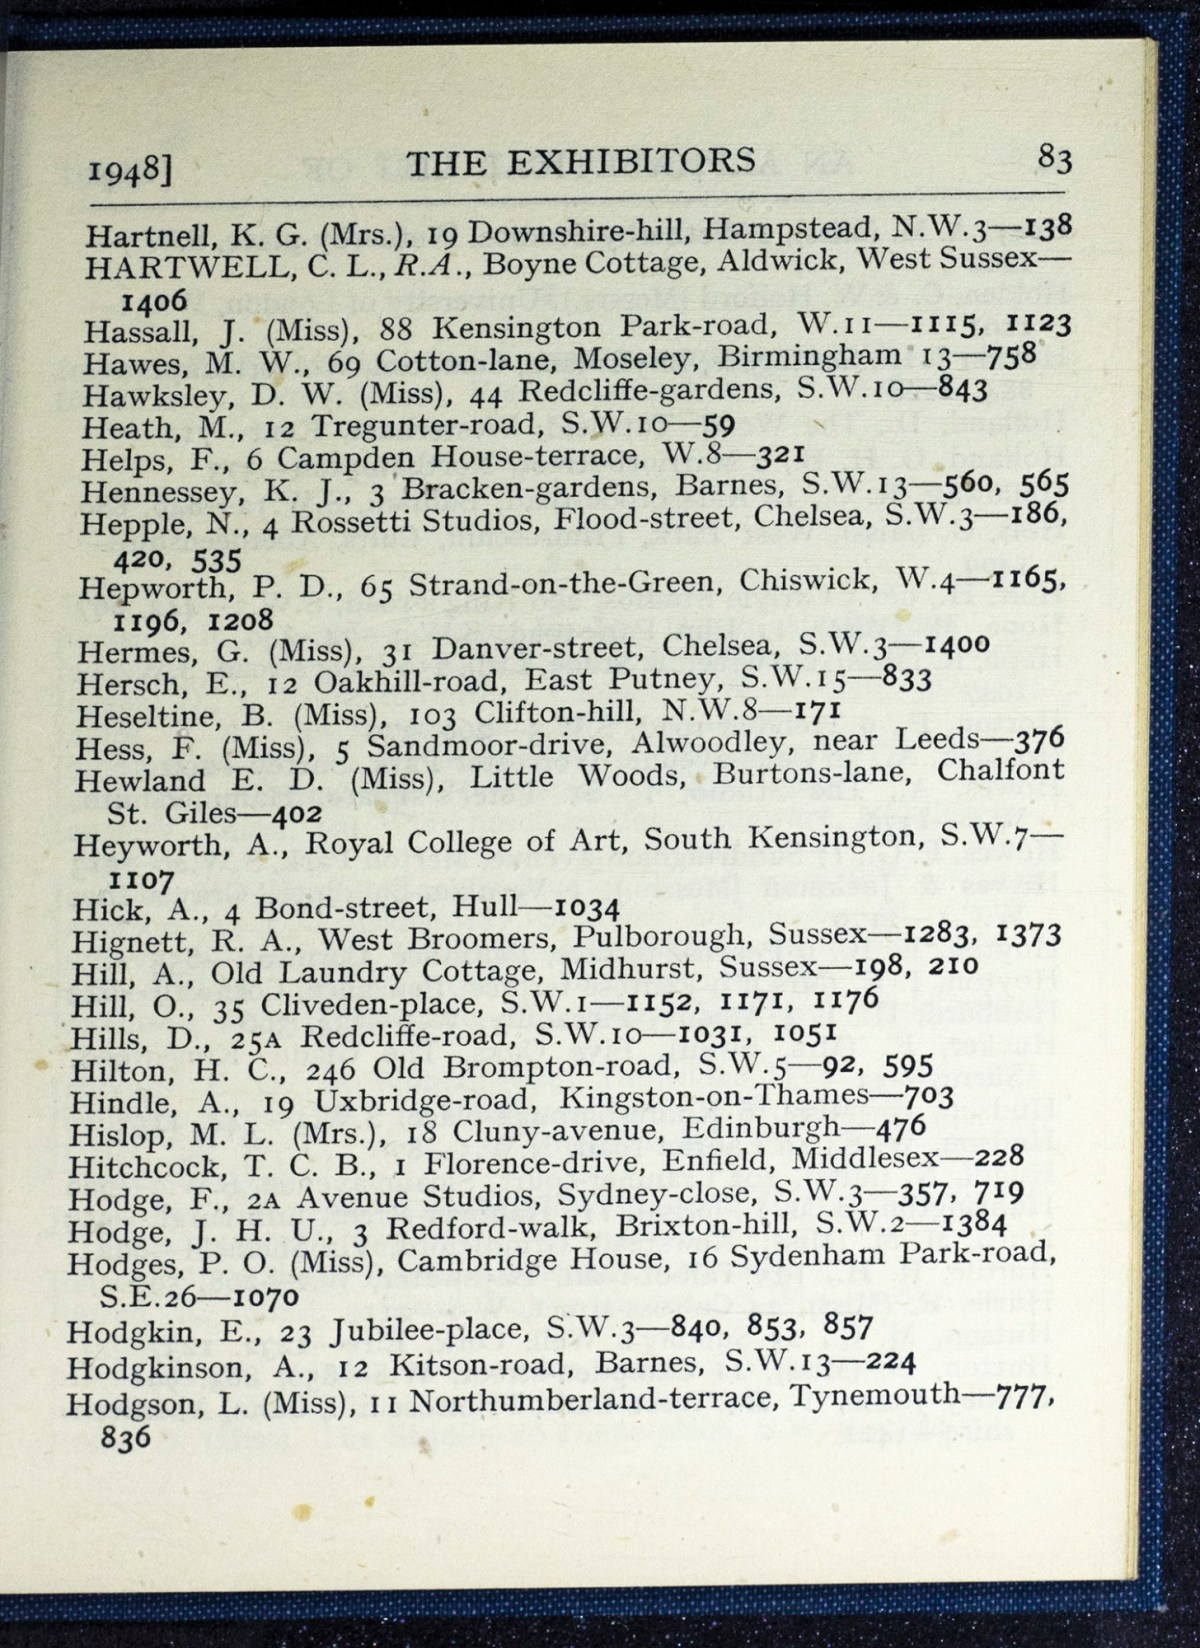 1948] THE EXHIBITORS 83
Hartnell, K. G. (Mrs.), 19 Downshire-hill, Hampstead, N.W.3—138
HARTWELL, C. L., R.A., Boyne Cottage, Aldwick, West Sussex—
1406
Hassall, J. (Miss), 88 Kensington Park-road, W.11—1115, 1123
Hawes, M. W., 69 Cotton-lane, Moseley, Birmingham 13—758
Hawksley, D. W. (Miss), 44 Redcliffe-gardens, S.W.10—843
Heath, M., 12 Tregunter-road, S.W.10—59
Helps, F., 6 Campden House-terrace, W.8—321
Hennessey, K. J., 3 Bracken-gardens, Barnes, S.W.13—560, 565
Hepple, N., 4 Rossetti Studios, Flood-street, Chelsea, S.W.3—186,
420, 535
Hepworth, P. D., 65 Strand-on-the-Green, Chiswick, W.4—1165,
1196, 1208
Hermes, G. (Miss), 31 Danver-street, Chelsea, S.W.3—1400
Hersch, E., 12 Oakhill-road, East Putney, S.W.15—833
Heseltine, B. (Miss), 103 Clifton-hill, N.W.8—171
Hess, F. (Miss), 5 Sandmoor-drive, Alwoodley, near Leeds—376
Hewland E. D. (Miss), Little Woods, Burtons-lane, Chalfont
St. Giles—402
Heyworth, A., Royal College of Art, South Kensington, S.W.7—
1107
Hick, A., 4 Bond-street, Hull—1034
Hignett, R. A., West Broomers, Pulborough, Sussex—1283, 1373
Hill, A., Old Laundry Cottage, Midhurst, Sussex—198, 210
Hill, O., 35 Cliveden-place, S.W.1—1152, 1171, 1176
Hills, D., 25A Redcliffe-road, S.W.10—1031, 1051
Hilton, H. C., 246 Old Brompton-road, S.W.5—92, 595
Hindle, A., 19 Uxbridge-road, Kingston-on-Thames—703
Hislop, M. L. (Mrs.), 18 Cluny-avenue, Edinburgh—476
Hitchcock, T. C. B., 1 Florence-drive, Enfield, Middlesex—228
Hodge, F., 2A Avenue Studios, Sydney-close, S.W.3—357, 719
Hodge, J. H. U., 3 Redford-walk, Brixton-hill, S.W.2—1384
Hodges, P. O. (Miss), Cambridge House, 16 Sydenham Park-road,
S.E.26—1070
Hodgkin, E., 23 Jubilee-place, S.W.3—840, 853, 857
Hodgkinson, A., 12 Kitson-road, Barnes, S.W.13—224
Hodgson, L. (Miss), 11 Northumberland-terrace, Tynemouth—777,
836